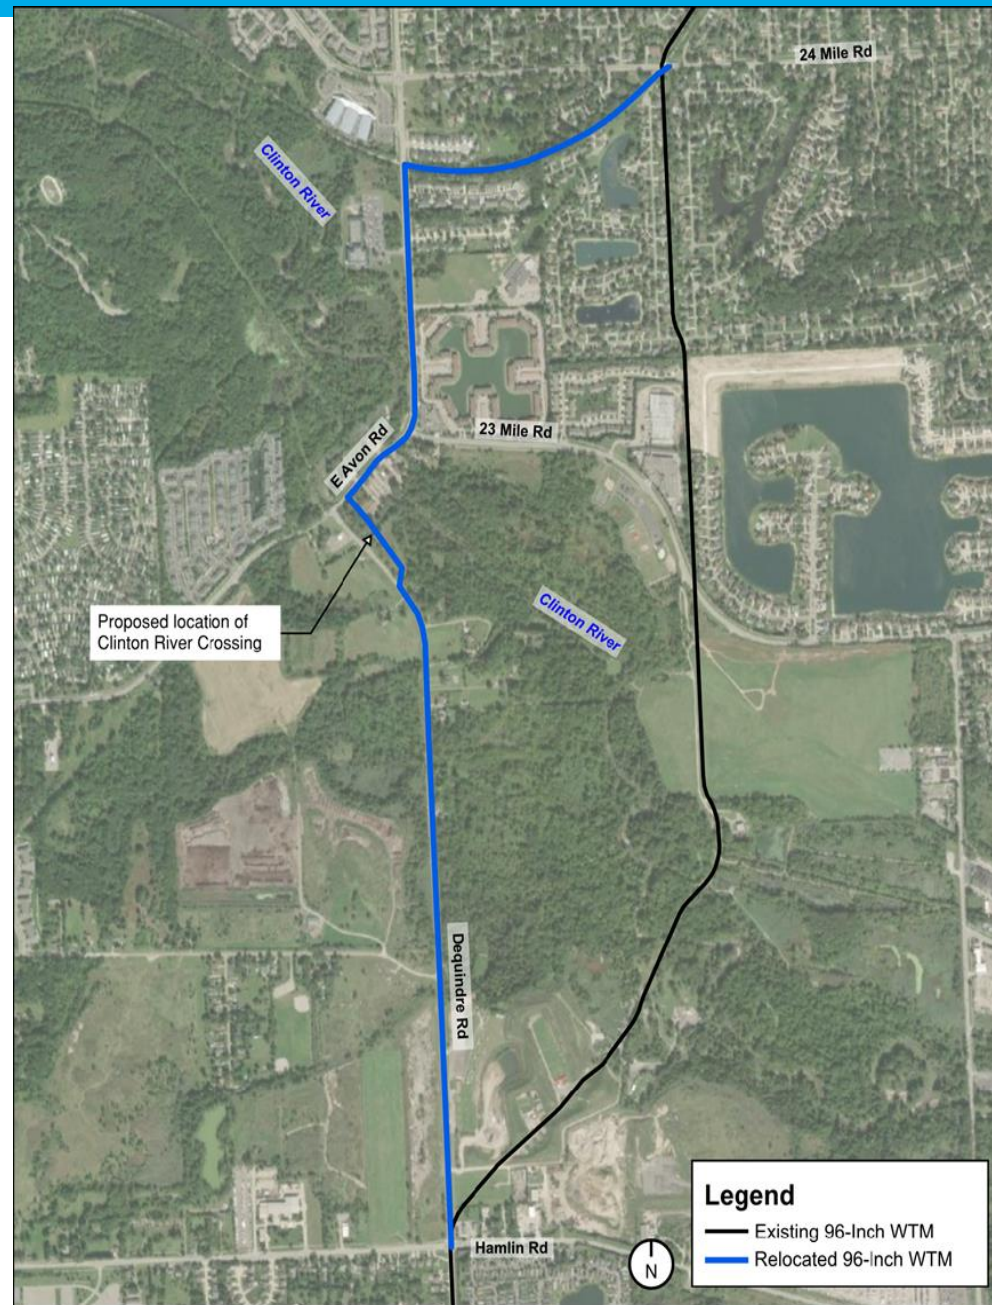 24 Mile Rd
Clinton River
E Avon Rd
23 Mile Rd
Proposed location of
Clinton River Crossing
Clinton River
Dequindre Rd
Hamlin Rd
N
Legend
Existing 96-Inch WTM
Relocated 96-Inch WTM